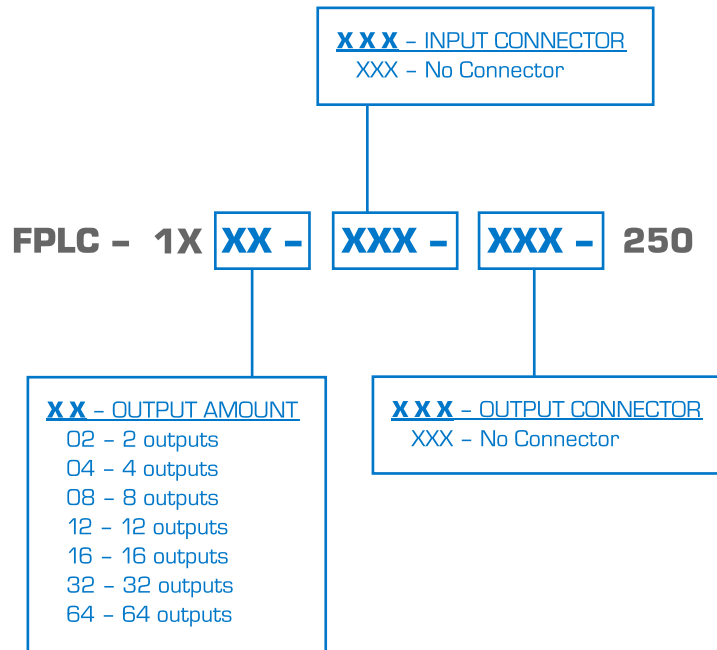 X X X – INPUT CONNECTOR
XXX – No Connector
FPLC – 1X XX – XXX – XXX – 250
X X – OUTPUT AMOUNT
02 – 2 outputs
04 – 4 outputs
08 – 8 outputs
12 – 12 outputs
16 – 16 outputs
32 – 32 outputs
64 – 64 outputs
X X X – OUTPUT CONNECTOR
XXX – No Connector